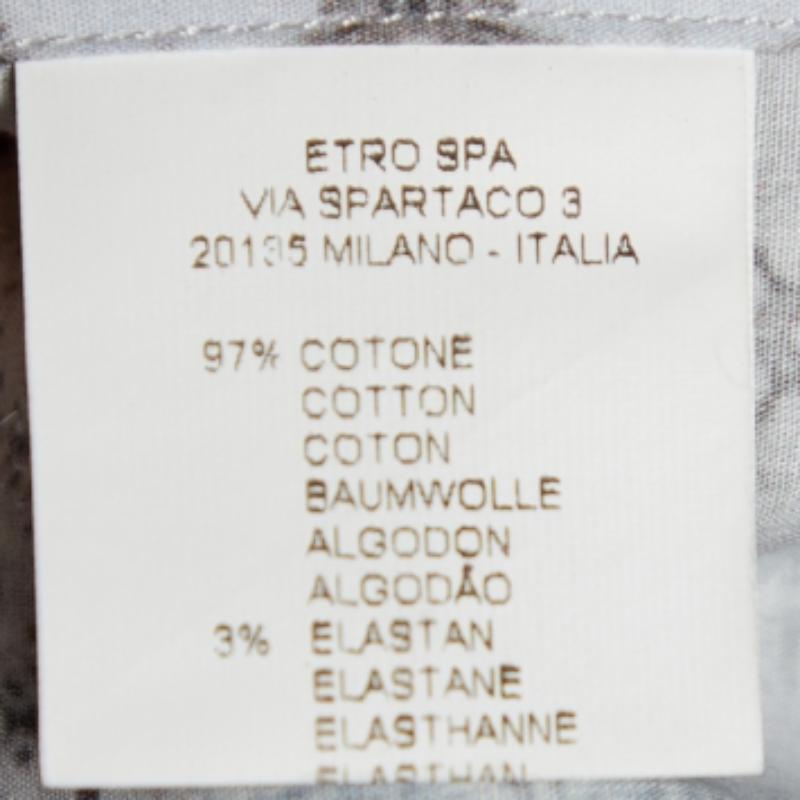 ETRO SPA
VIA SPARTACO 3
20135 MILANO - ITALIA
97% COTONE
COTTON
COTON
BAUMWOLLE
ALGODON
ALGODÃO
3% ELASTAN
ELASTANE
ELASTHANNE
ELASTHAN